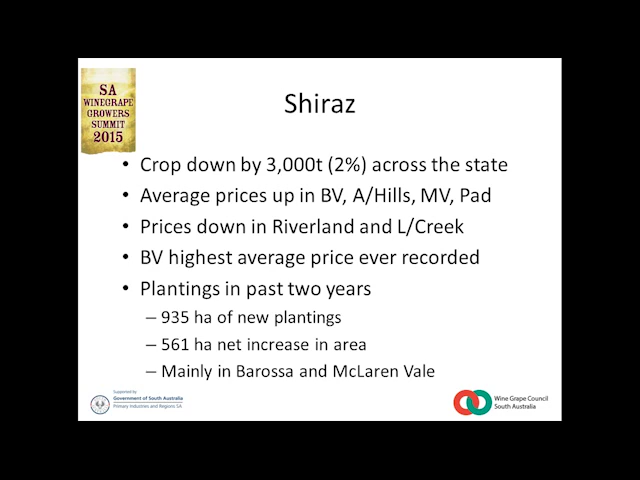 SA
WINEGRAPE
GROWERS
SUMMIT
2015
Shiraz
• Crop down by 3,000t (2%) across the state
• Average prices up in BV, A/Hills, MV, Pad
• Prices down in Riverland and L/Creek
• BV highest average price ever recorded
• Plantings in past two years
– 935 ha of new plantings
– 561 ha net increase in area
– Mainly in Barossa and McLaren Vale
Supported by
Government of South Australia
Primary Industries and Regions SA
Wine Grape Council
South Australia